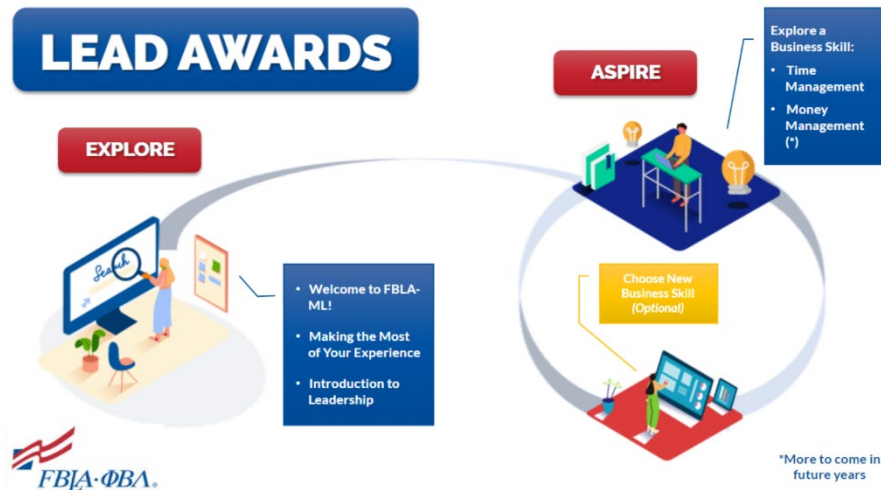 LEAD AWARDS
EXPLORE
Search
• Welcome to FBLA-
ML!
• Making the Most
of Your Experience
• Introduction to
Leadership
ASPIRE
Explore a
Business Skill:
• Time
Management
• Money
Management
(*)
Choose New
Business Skill
(Optional)
FBLA·ΦΒΛ®
*More to come in
future years